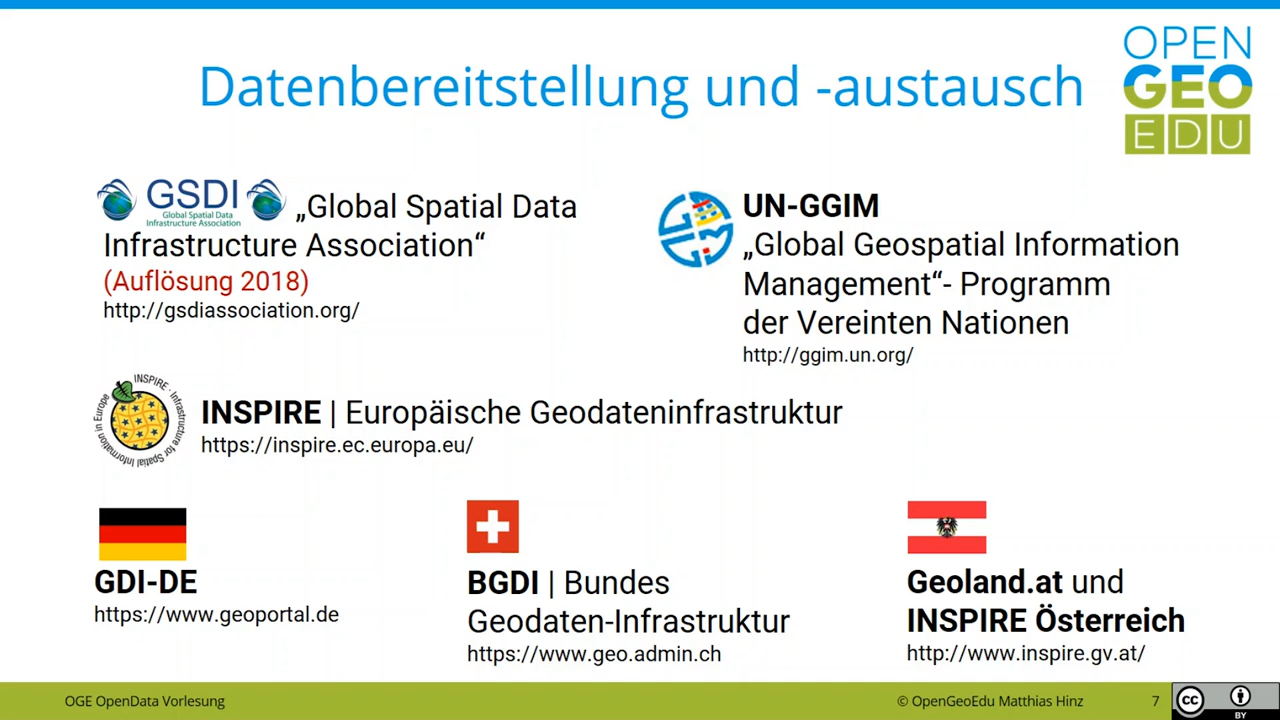 OPEN
GEO
EDU
Datenbereitstellung und -austausch
GSDI
Global Spatial Data
Infrastructure Association
„Global Spatial Data
Infrastructure Association“
(Auflösung 2018)
http://gsdiassociation.org/
UN-GGIM
„Global Geospatial Information
Management“- Programm
der Vereinten Nationen
http://ggim.un.org/
INSPIRE · Infrastructure for Spatial Information in Europe
INSPIRE | Europäische Geodateninfrastruktur
https://inspire.ec.europa.eu/
GDI-DE
https://www.geoportal.de
BGDI | Bundes
Geodaten-Infrastruktur
https://www.geo.admin.ch
Geoland.at und
INSPIRE Österreich
http://www.inspire.gv.at/
OGE OpenData Vorlesung
© OpenGeoEdu Matthias Hinz
7
cc
BY